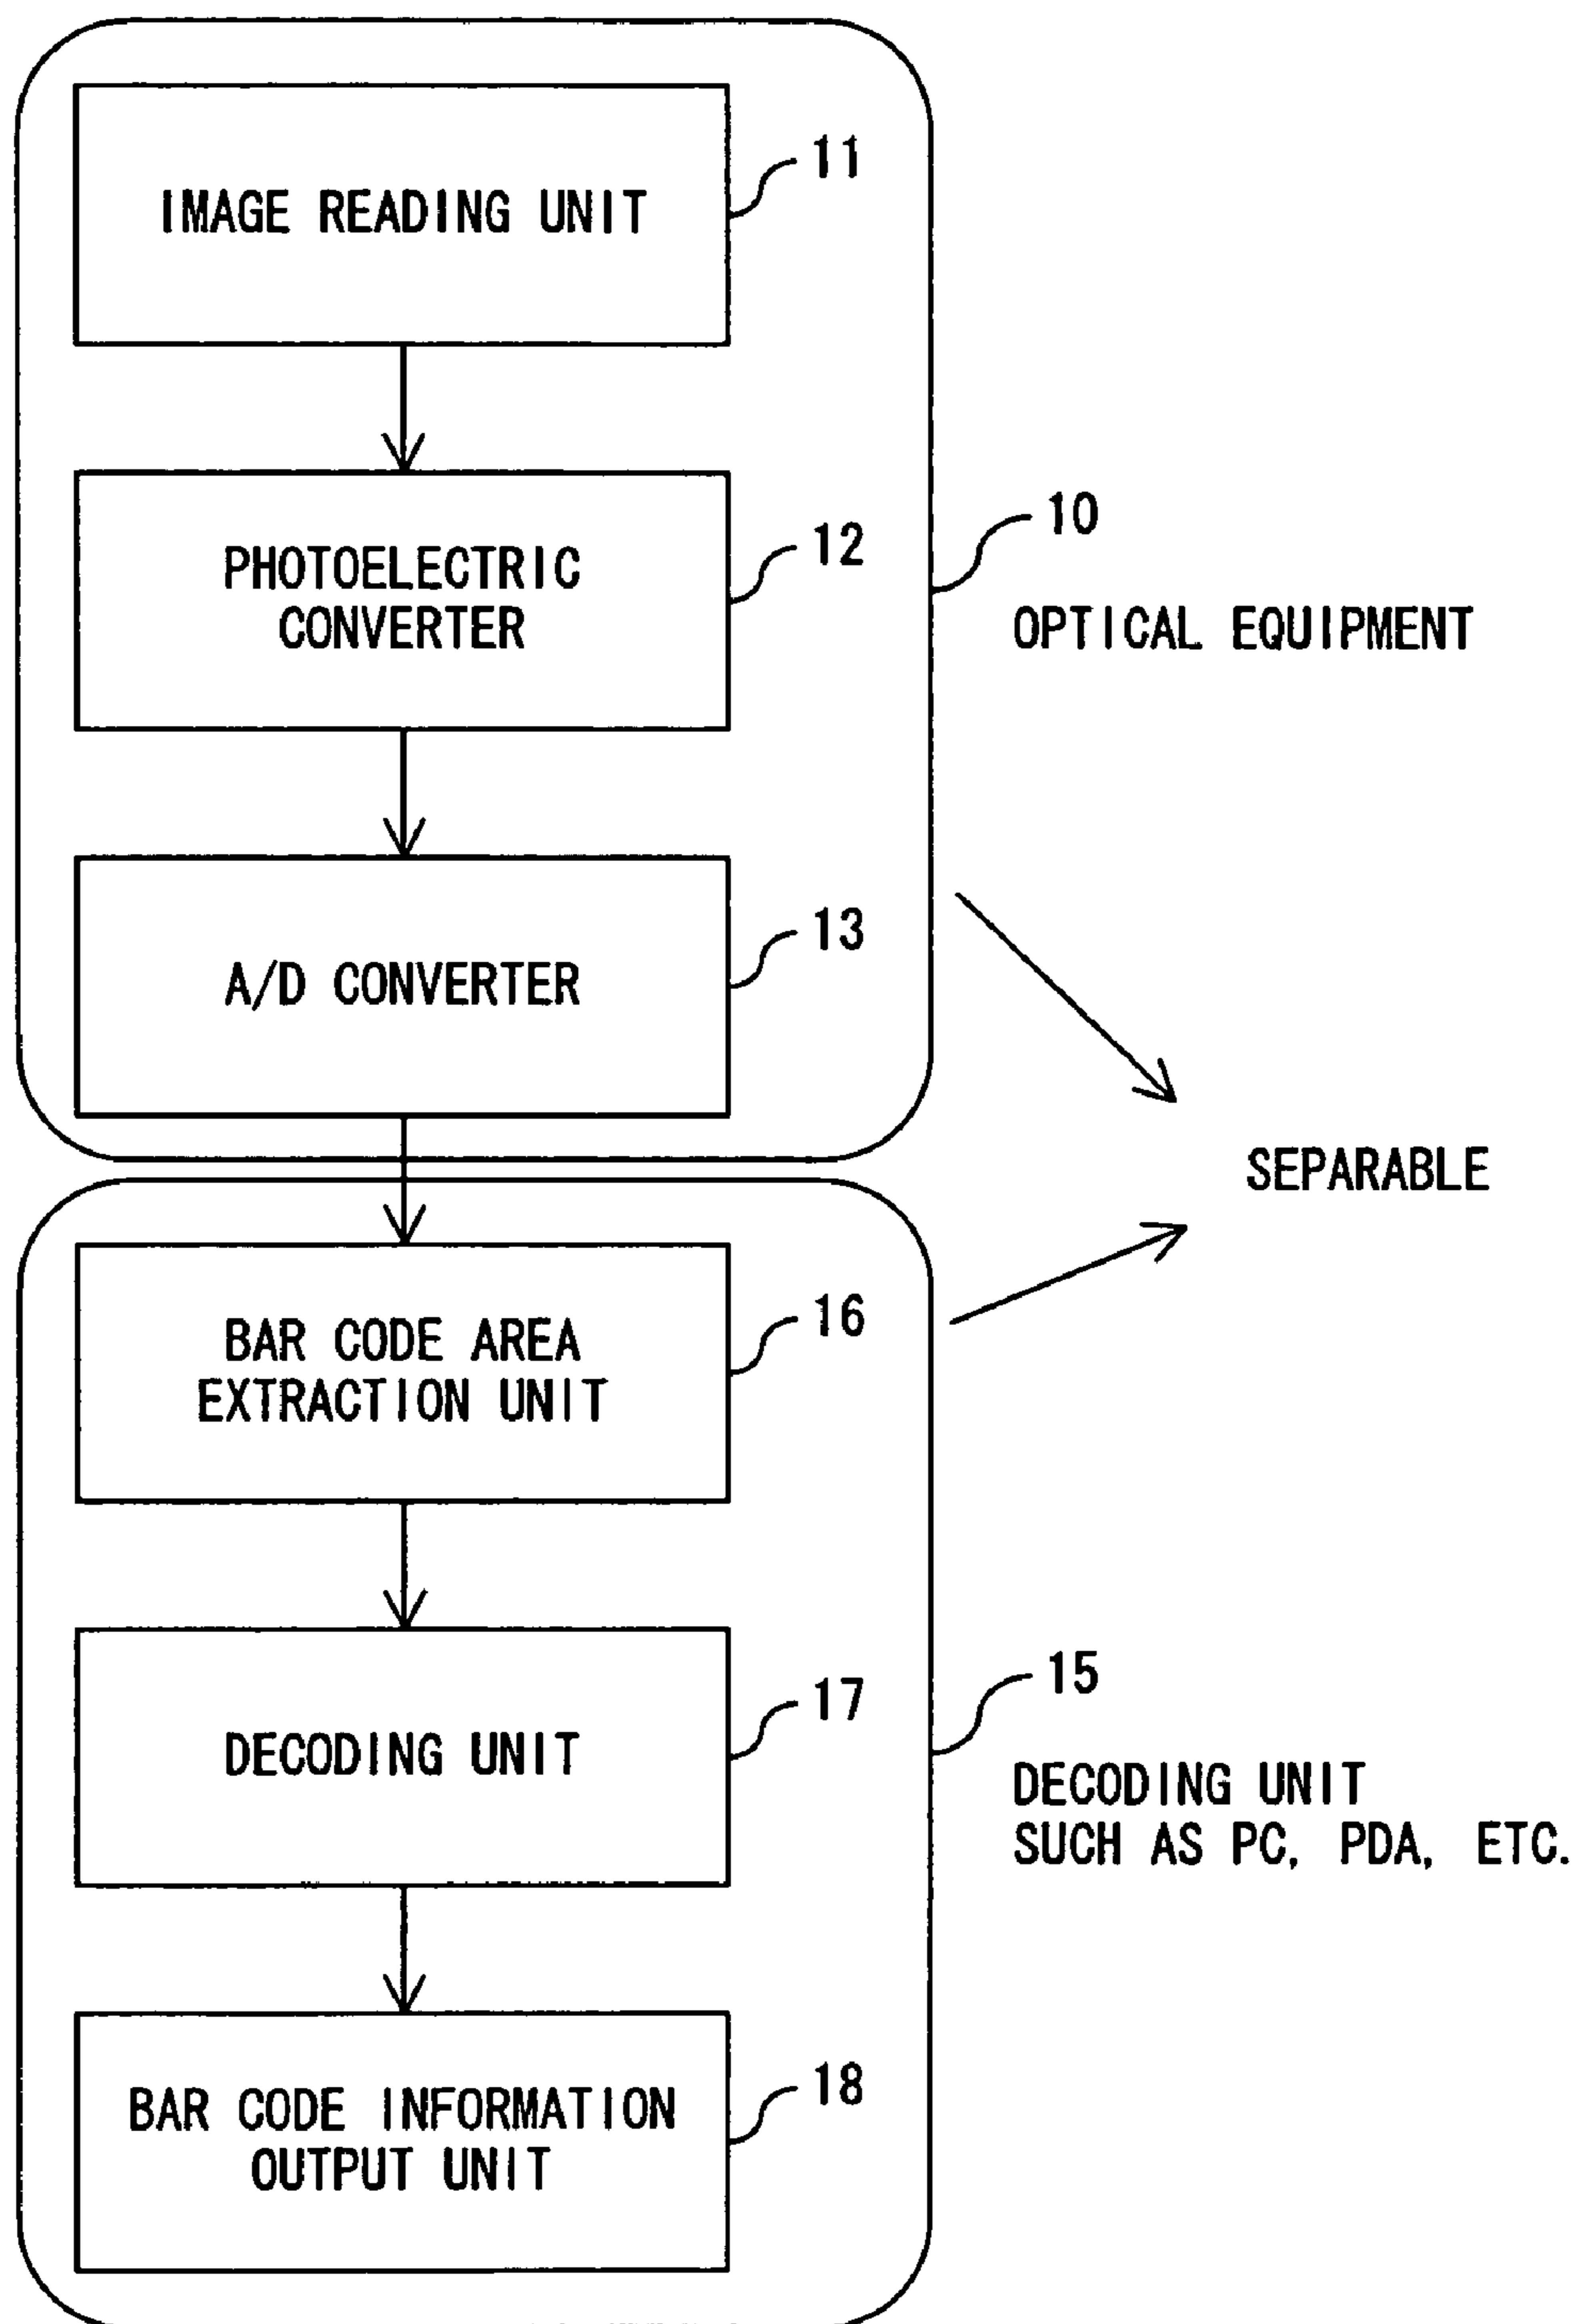 IMAGE READING UNIT
11
PHOTOELECTRIC
CONVERTER
12
10
OPTICAL EQUIPMENT
A/D CONVERTER
13
SEPARABLE
BAR CODE AREA
EXTRACTION UNIT
16
DECODING UNIT
17
15
DECODING UNIT
SUCH AS PC, PDA, ETC.
BAR CODE INFORMATION
OUTPUT UNIT
18